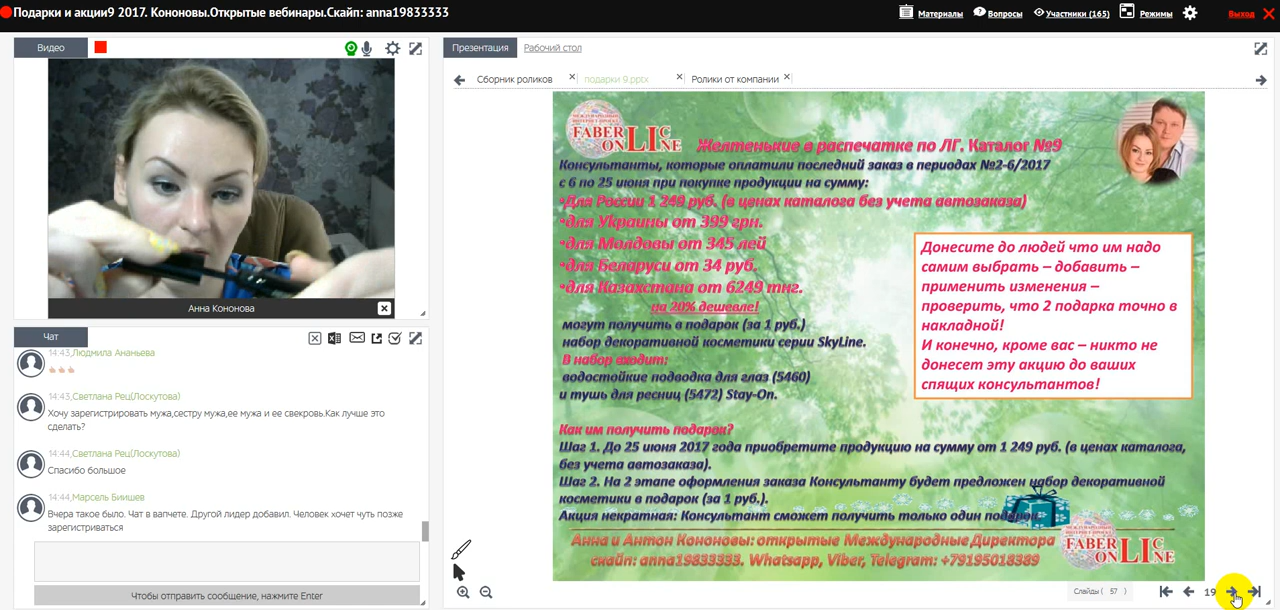 Подарки и акции9 2017. Кононовы.Открытые вебинары.Скайп: anna19833333
Материалы
Вопросы
Участники (165)
Режимы
Выход
Видео
Анна Кононова
Чат
14:43,Людмила Ананьева
14:43,Светлана Рец(Лоскутова)
Хочу зарегистрировать мужа,сестру мужа,ее мужа и ее свекровь.Как лучше это
сделать?
14:44,Светлана Рец(Лоскутова)
Спасибо большое
14:44,Марсель Биишев
Вчера такое было. Чат в вапчете. Другой лидер добавил. Человек хочет чуть позже
зарегистриваться
Чтобы отправить сообщение, нажмите Enter
Презентация
Рабочий стол
Сборник роликов
подарки 9.pptx
Ролики от компании
МЕЖДУНАРОДНЫЙ
ИНТЕРНЕТ-ПРОЕКТ
FABERLIC
ONLINE
Желтенькие в распечатке по ЛГ. Каталог №9
Консультанты, которые оплатили последний заказ в периодах №2-6/2017
с 6 по 25 июня при покупке продукции на сумму:
•Для России 1 249 руб. (в ценах каталога без учета автозаказа)
•для Украины от 399 грн.
•для Молдовы от 345 лей
•для Беларуси от 34 руб.
•для Казахстана от 6249 тнг.
на 20% дешевле!
могут получить в подарок (за 1 руб.)
набор декоративной косметики серии SkyLine.
В набор входит:
водостойкие подводка для глаз (5460)
и тушь для ресниц (5472) Stay-On.
Донесите до людей что им надо
самим выбрать – добавить –
применить изменения –
проверить, что 2 подарка точно в
накладной!
И конечно, кроме вас – никто не
донесет эту акцию до ваших
спящих консультантов!
Как им получить подарок?
Шаг 1. До 25 июня 2017 года приобретите продукцию на сумму от 1 249 руб. (в ценах каталога,
без учета автозаказа).
Шаг 2. На 2 этапе оформления заказа Консультанту будет предложен набор декоративной
косметики в подарок (за 1 руб.).
Акция некратная: Консультант сможет получить только один подарок.
Анна и Антон Кононовы: открытые Международные Директора
скайп: anna19833333. Whatsapp, Viber, Telegram: +79195018389
FABERLIC
ONLINE
Слайды ( 57 )
19